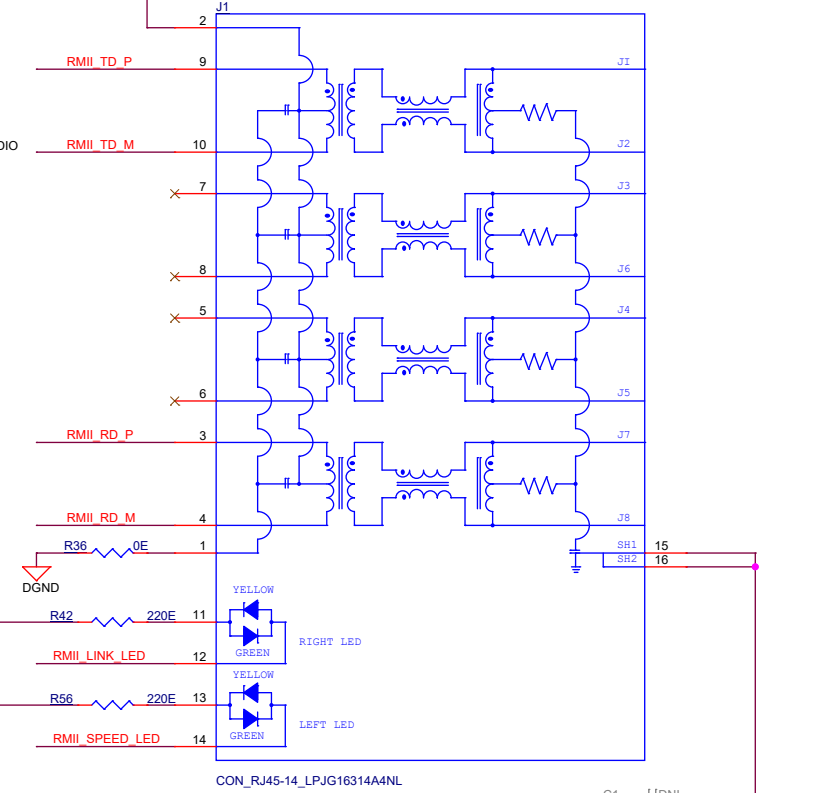 J1
2
RMII_TD_P 9 JI
DIO RMII_TD_M 10 J2
7 J3
8 J6
5 J4
6 J5
RMII_RD_P 3 J7
RMII_RD_M 4 J8
R36 0E 1 SH1 15
SH2 16
DGND
YELLOW
R42 220E 11
GREEN RIGHT LED
RMII_LINK_LED 12
YELLOW
R56 220E 13
GREEN LEFT LED
RMII_SPEED_LED 14
CON_RJ45-14_LPJG16314A4NL